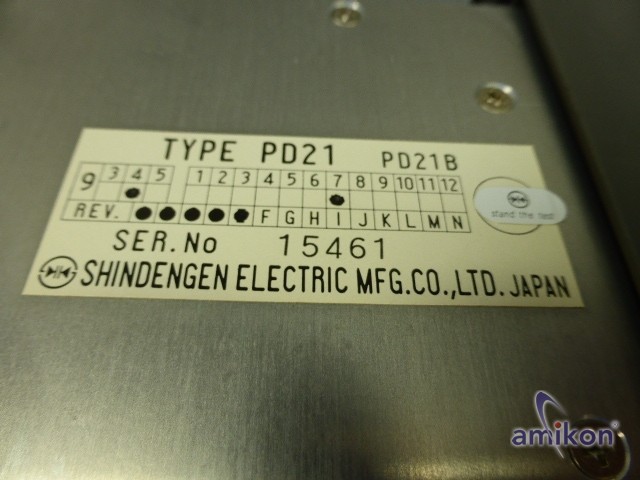 TYPE PD21 PD21B
9 3 4 5 1 2 3 4 5 6 7 8 9 10 11 12
REV. F G H I J K L M N
SER.No 15461
SHINDENGEN ELECTRIC MFG.CO.,LTD. JAPAN
stand the test
amikon